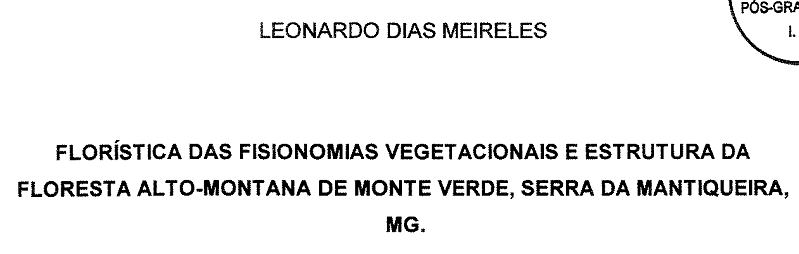 PÓS-GRA
I.
LEONARDO DIAS MEIRELES
FLORÍSTICA DAS FISIONOMIAS VEGETACIONAIS E ESTRUTURA DA
FLORESTA ALTO-MONTANA DE MONTE VERDE, SERRA DA MANTIQUEIRA,
MG.